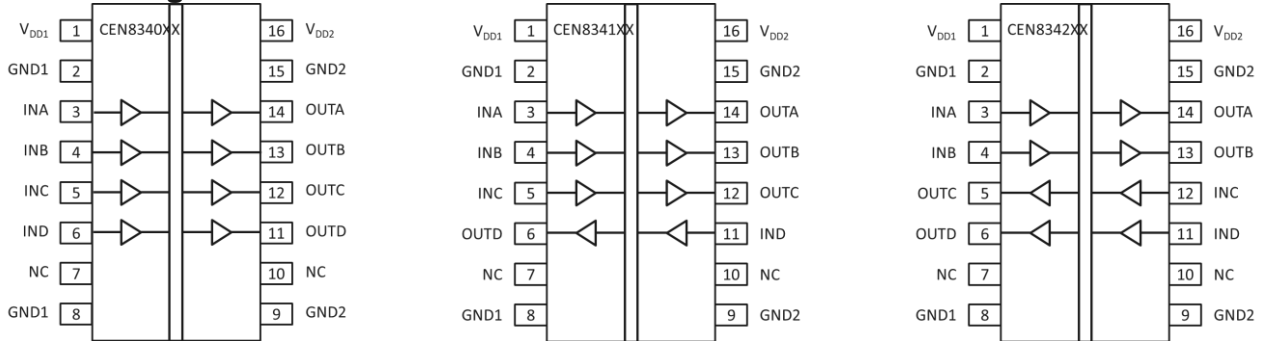 VDD1 1 CEN8340XX 16 VDD2
GND1 2 15 GND2
INA 3 14 OUTA
INB 4 13 OUTB
INC 5 12 OUTC
IND 6 11 OUTD
NC 7 10 NC
GND1 8 9 GND2
VDD1 1 CEN8341XX 16 VDD2
GND1 2 15 GND2
INA 3 14 OUTA
INB 4 13 OUTB
INC 5 12 OUTC
OUTD 6 11 IND
NC 7 10 NC
GND1 8 9 GND2
VDD1 1 CEN8342XX 16 VDD2
GND1 2 15 GND2
INA 3 14 OUTA
INB 4 13 OUTB
OUTC 5 12 INC
OUTD 6 11 IND
NC 7 10 NC
GND1 8 9 GND2